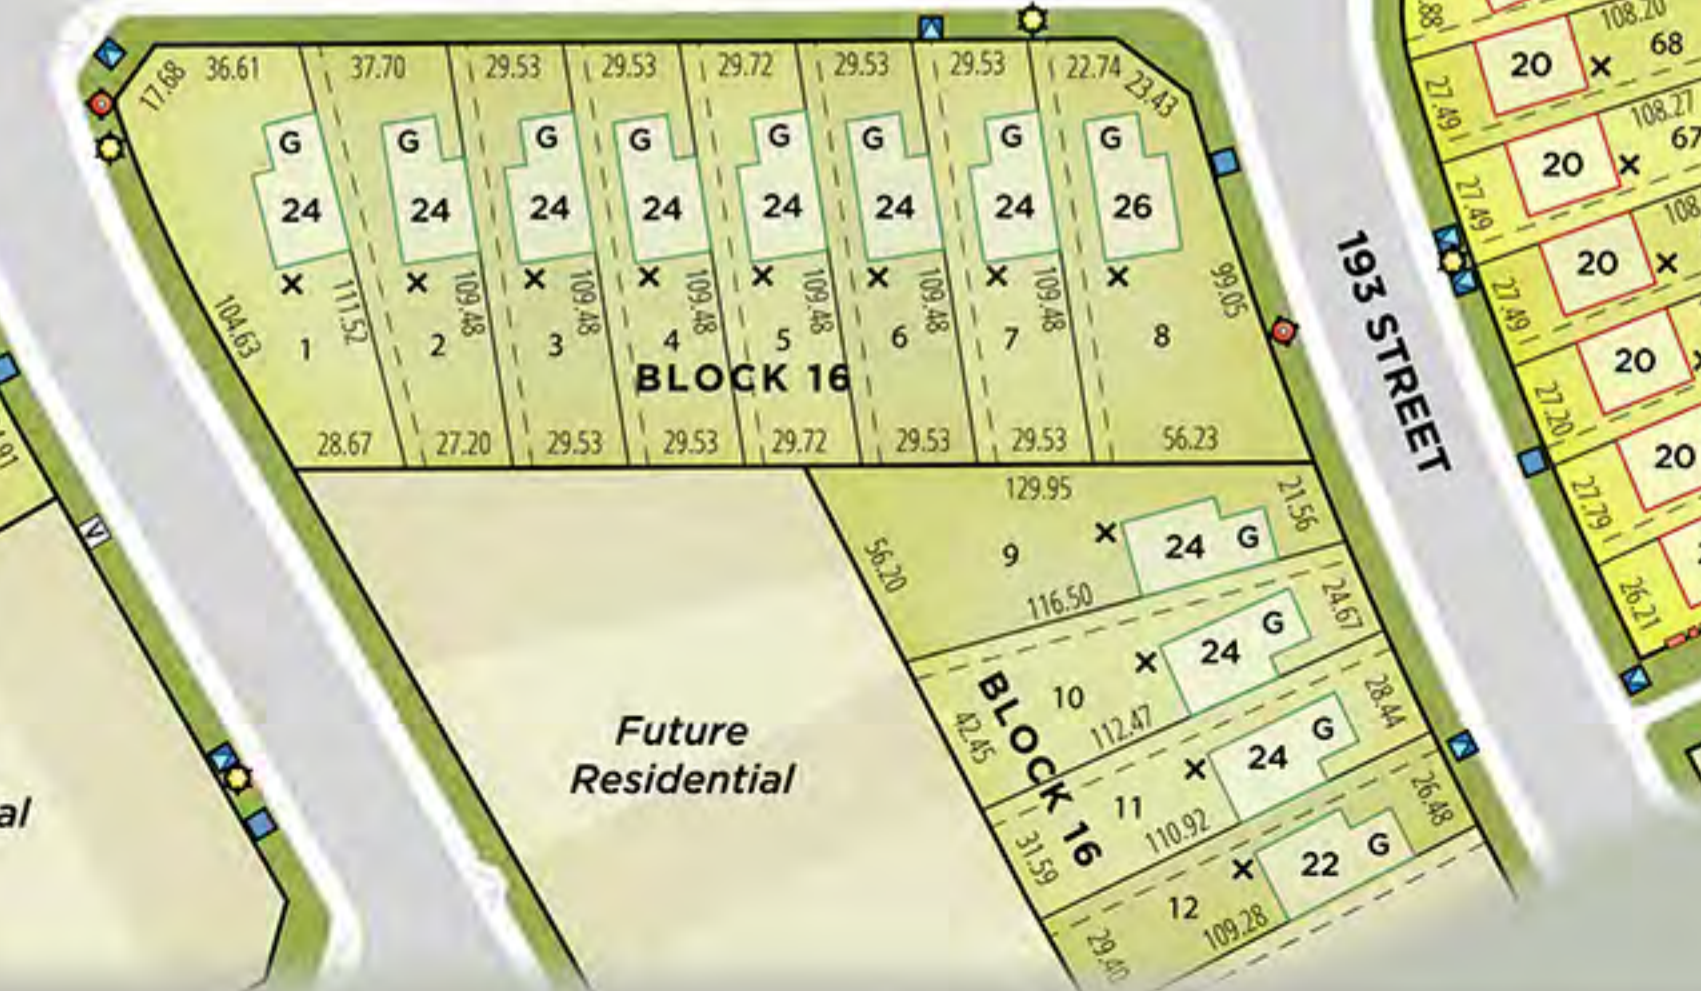 17.68 36.61 37.70 29.53 29.53 29.72 29.53 29.53 22.74 23.43
G G G G G G G G
24 24 24 24 24 24 24 26
X X X X X X X X
104.63 111.52 109.48 109.48 109.48 109.48 109.48 109.48 99.05
1 2 3 4 5 6 7 8
BLOCK 16
28.67 27.20 29.53 29.53 29.72 29.53 29.53 56.23
193 STREET
108.20
20 X 68
27.49
108.27
20 X 67
27.49
20 X
27.49
20
27.20
20
27.79
26.21
129.95 21.56
9 X 24 G
56.20
116.50 24.67
10 X 24 G
42.45
112.47 28.44
BLOCK 16
11 X 24 G
31.59
110.92 26.48
12 X 22 G
29.40
109.28
Future
Residential
V